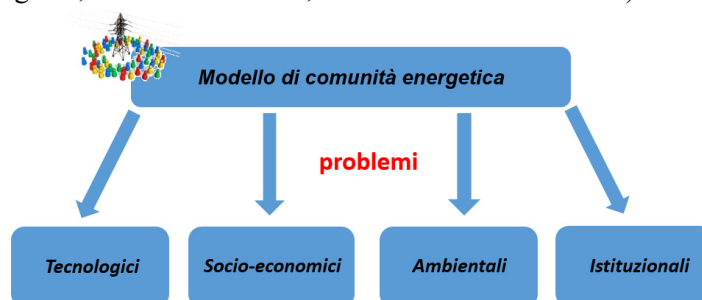 Modello di comunità energetica
problemi
Tecnologici
Socio-economici
Ambientali
Istituzionali